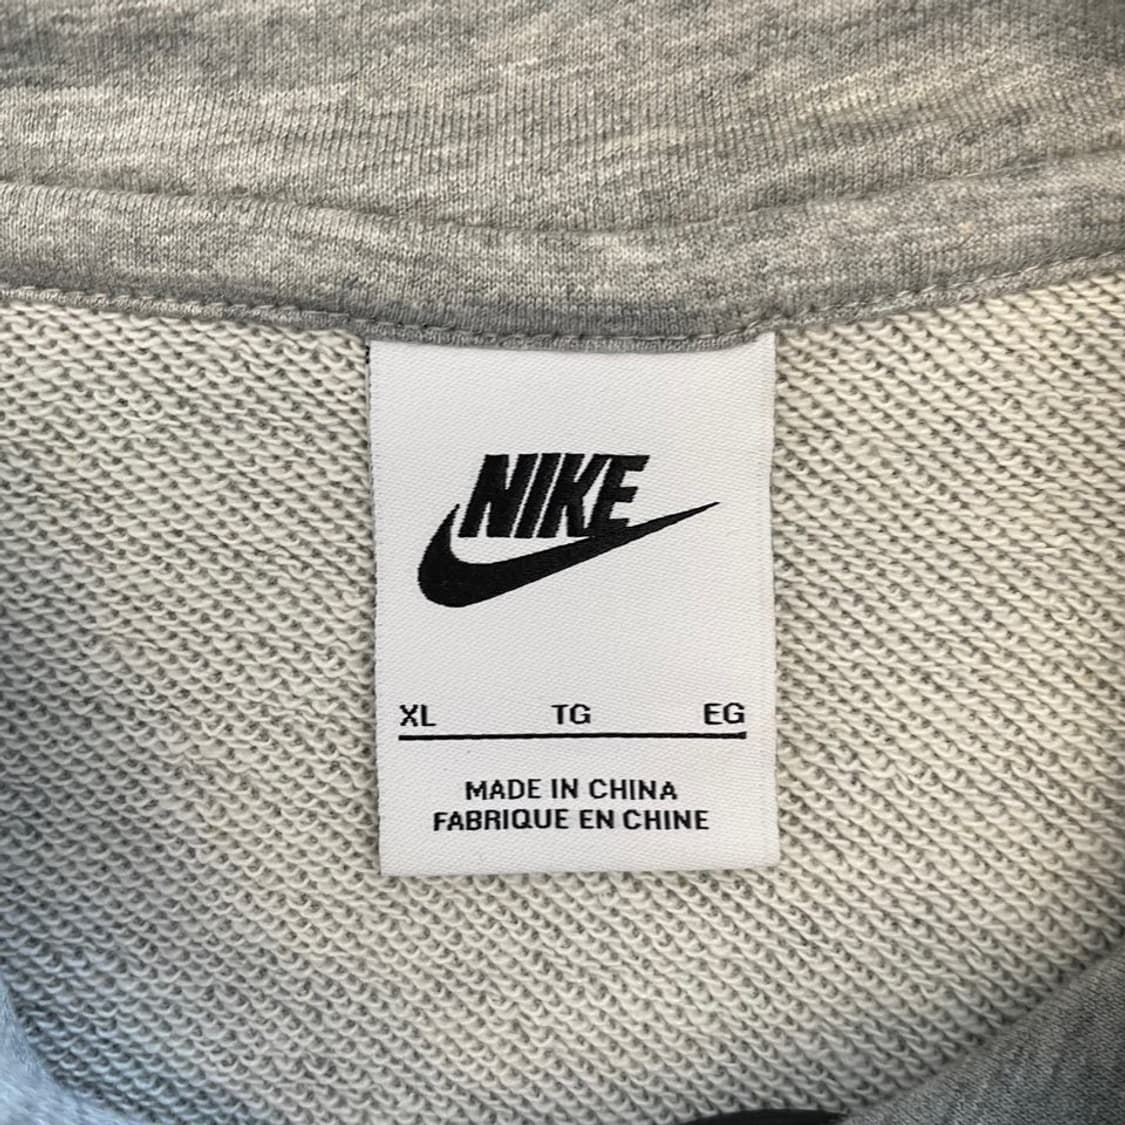 NIKE
XL TG EG
MADE IN CHINA
FABRIQUE EN CHINE